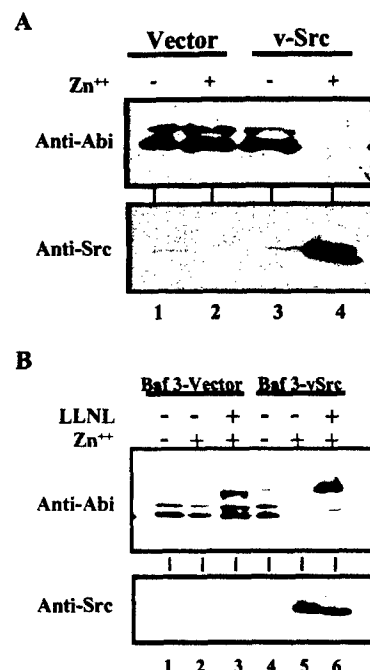 A
Vector v-Src
Zn++ - + - +
Anti-Abi
Anti-Src
1 2 3 4
B
Baf 3-Vector Baf 3-vSrc
LLNL - - + - - +
Zn++ - + + - + +
Anti-Abi
Anti-Src
1 2 3 4 5 6